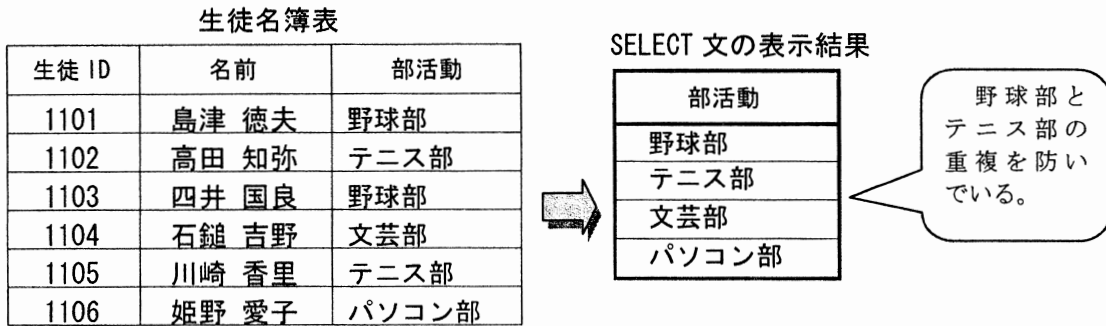 生徒名簿表
生徒ID 名前 部活動
1101 島津 徳夫 野球部
1102 高田 知弥 テニス部
1103 四井 国良 野球部
1104 石鎚 吉野 文芸部
1105 川崎 香里 テニス部
1106 姫野 愛子 パソコン部
SELECT 文の表示結果
部活動
野球部
テニス部
文芸部
パソコン部
野球部と
テニス部の
重複を防い
でいる。